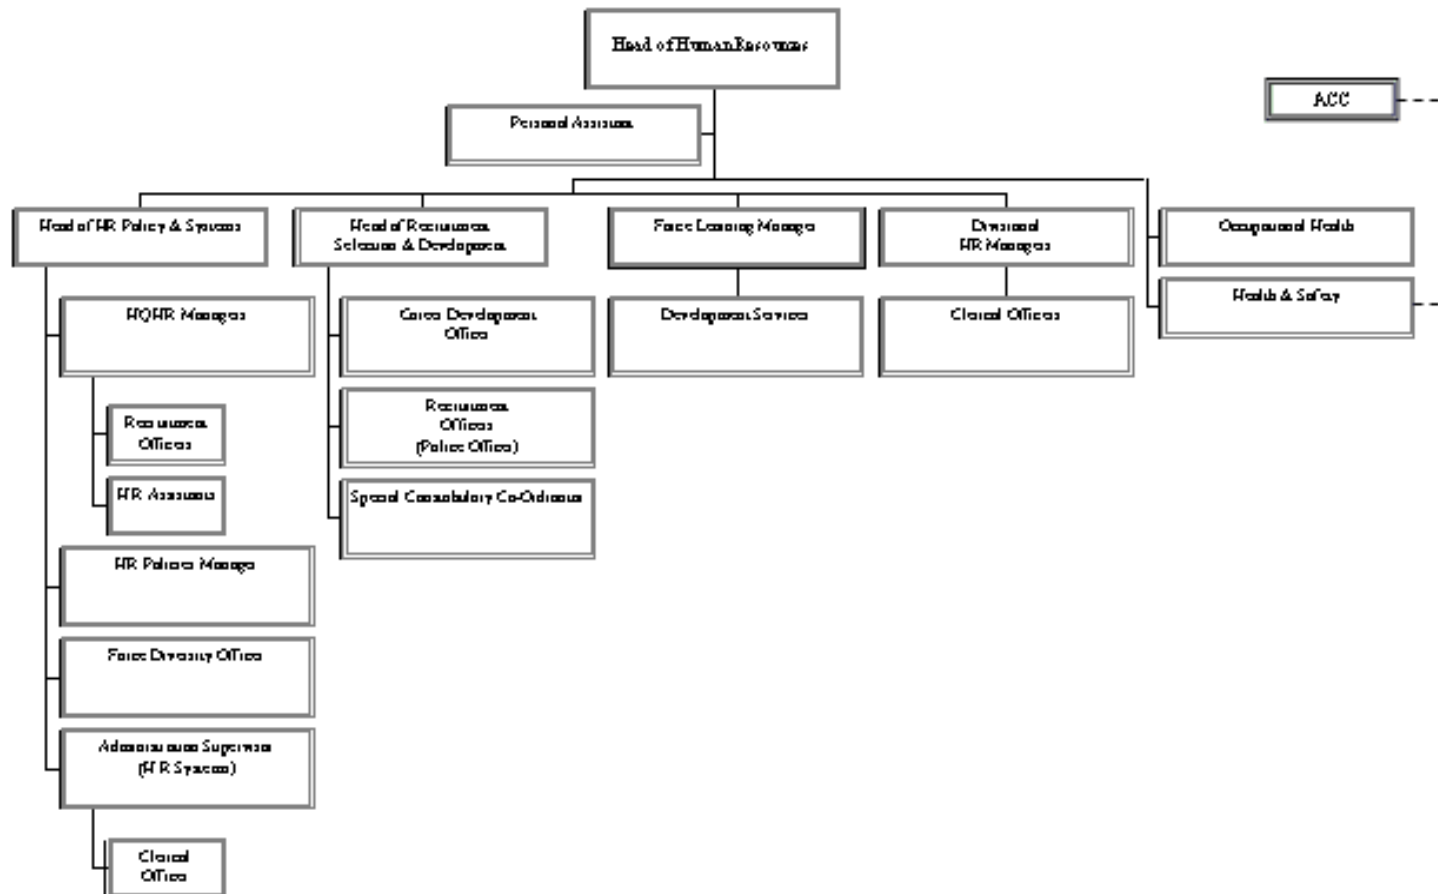 Head of Human Resources
ACC
Personal Assistant
Head of HR Policy & Systems
Head of Recruitment
Selection & Development
Force Learning Manager
Divisional
HR Managers
Occupational Health
Health & Safety
HQHR Managers
Career Development
Officer
Development Services
Clerical Officers
Recruitment
Officers
(Police Officer)
Recruitment
Officers
HR Assistants
Special Constabulary Co-Ordinator
HR Policies Manager
Force Diversity Officer
Administration Supervisor
(HR Systems)
Clerical
Officer